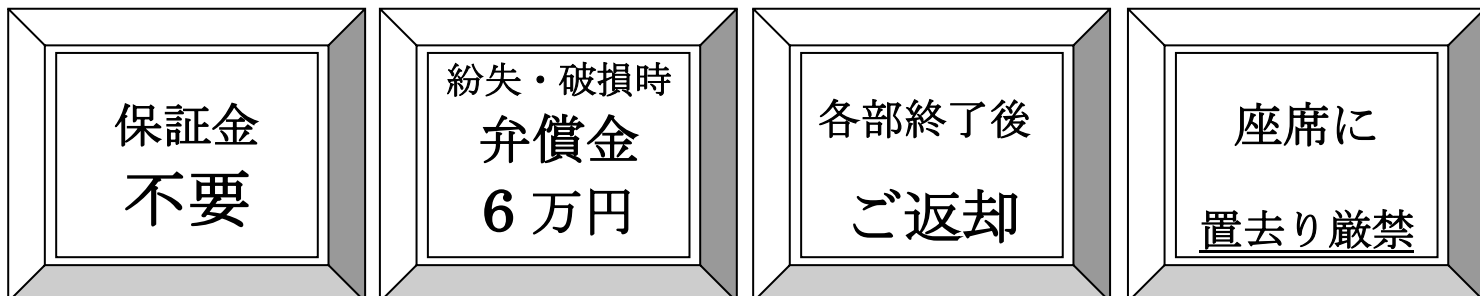 保証金
不要
紛失・破損時
弁償金
6万円
各部終了後
ご返却
座席に
置去り厳禁